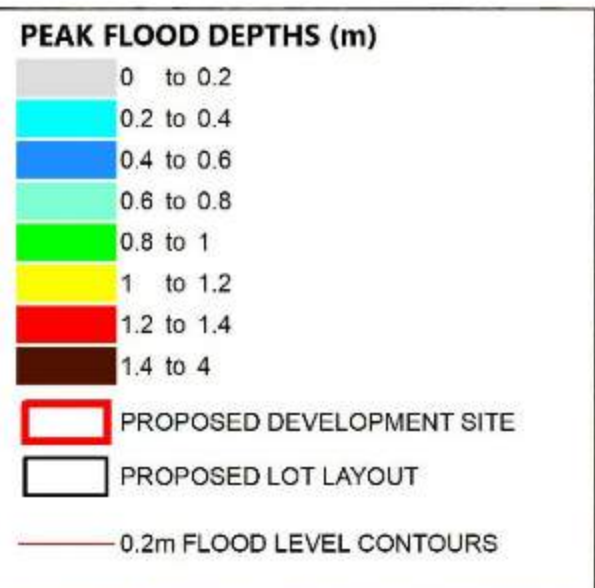 PEAK FLOOD DEPTHS (m)
0 to 0.2
0.2 to 0.4
0.4 to 0.6
0.6 to 0.8
0.8 to 1
1 to 1.2
1.2 to 1.4
1.4 to 4
PROPOSED DEVELOPMENT SITE
PROPOSED LOT LAYOUT
0.2m FLOOD LEVEL CONTOURS